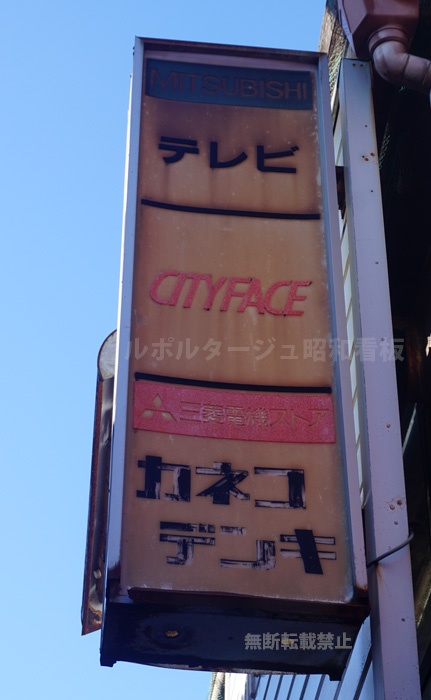 MITSUBISHI
テレビ
CITYFACE
ルポルタージュ昭和看板
三菱電機ストア
カネコ
デンキ
無断転載禁止